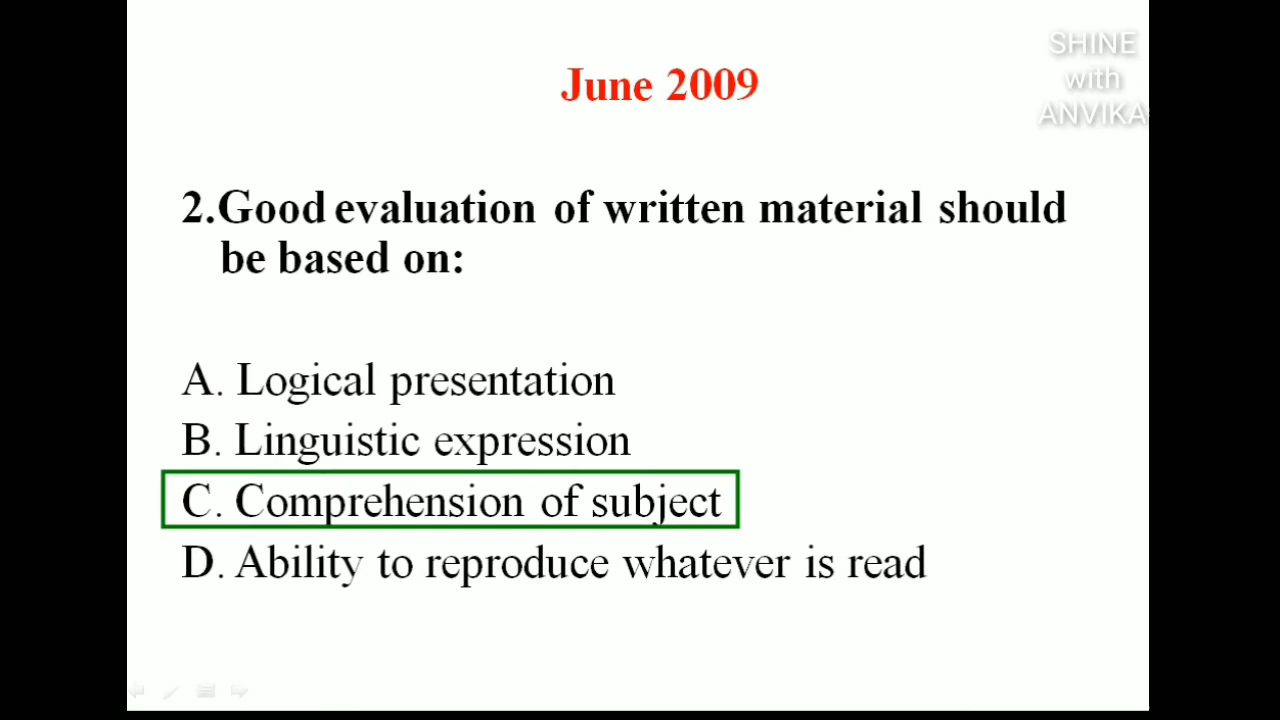 SHINE
with
ANVIKA
June 2009
2.Good evaluation of written material should
be based on:
A. Logical presentation
B. Linguistic expression
C. Comprehension of subject
D. Ability to reproduce whatever is read